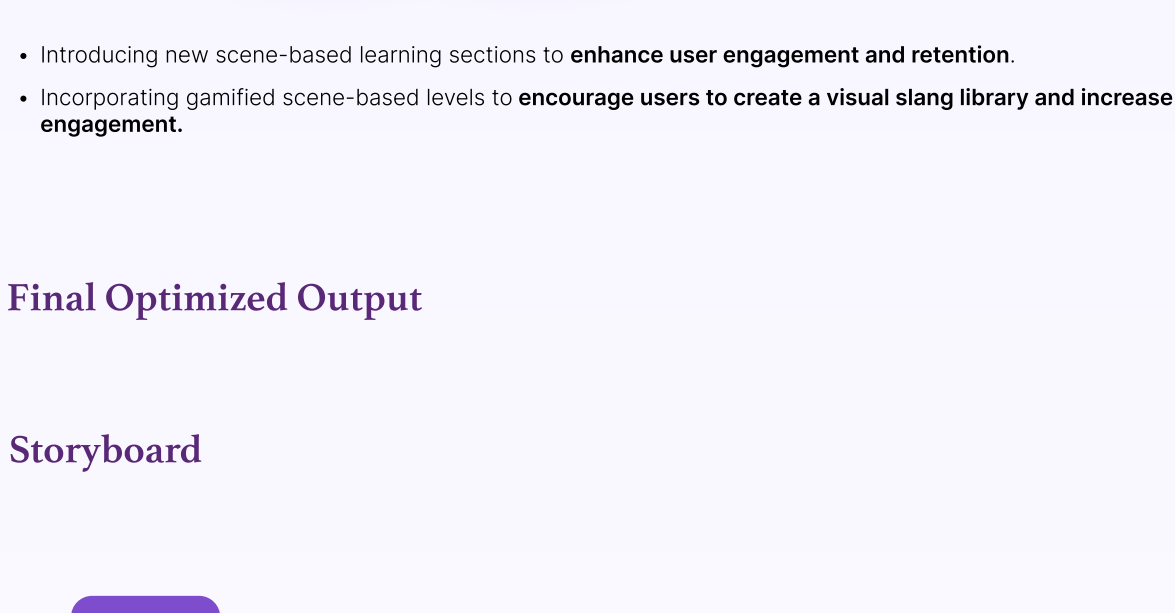 • Introducing new scene-based learning sections to enhance user engagement and retention.
• Incorporating gamified scene-based levels to encourage users to create a visual slang library and increase
engagement.
Final Optimized Output
Storyboard